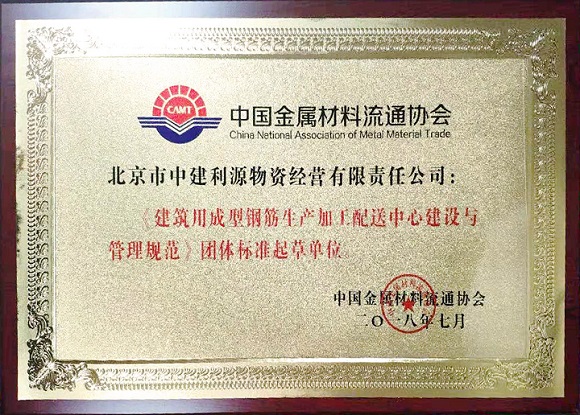 CAMT
中国金属材料流通协会
China National Association of Metal Material Trade
北京市中建利源物资经营有限责任公司：
《建筑用成型钢筋生产加工配送中心建设与
管理规范》团体标准起草单位
中国金属材料流通协会
二〇一八年七月